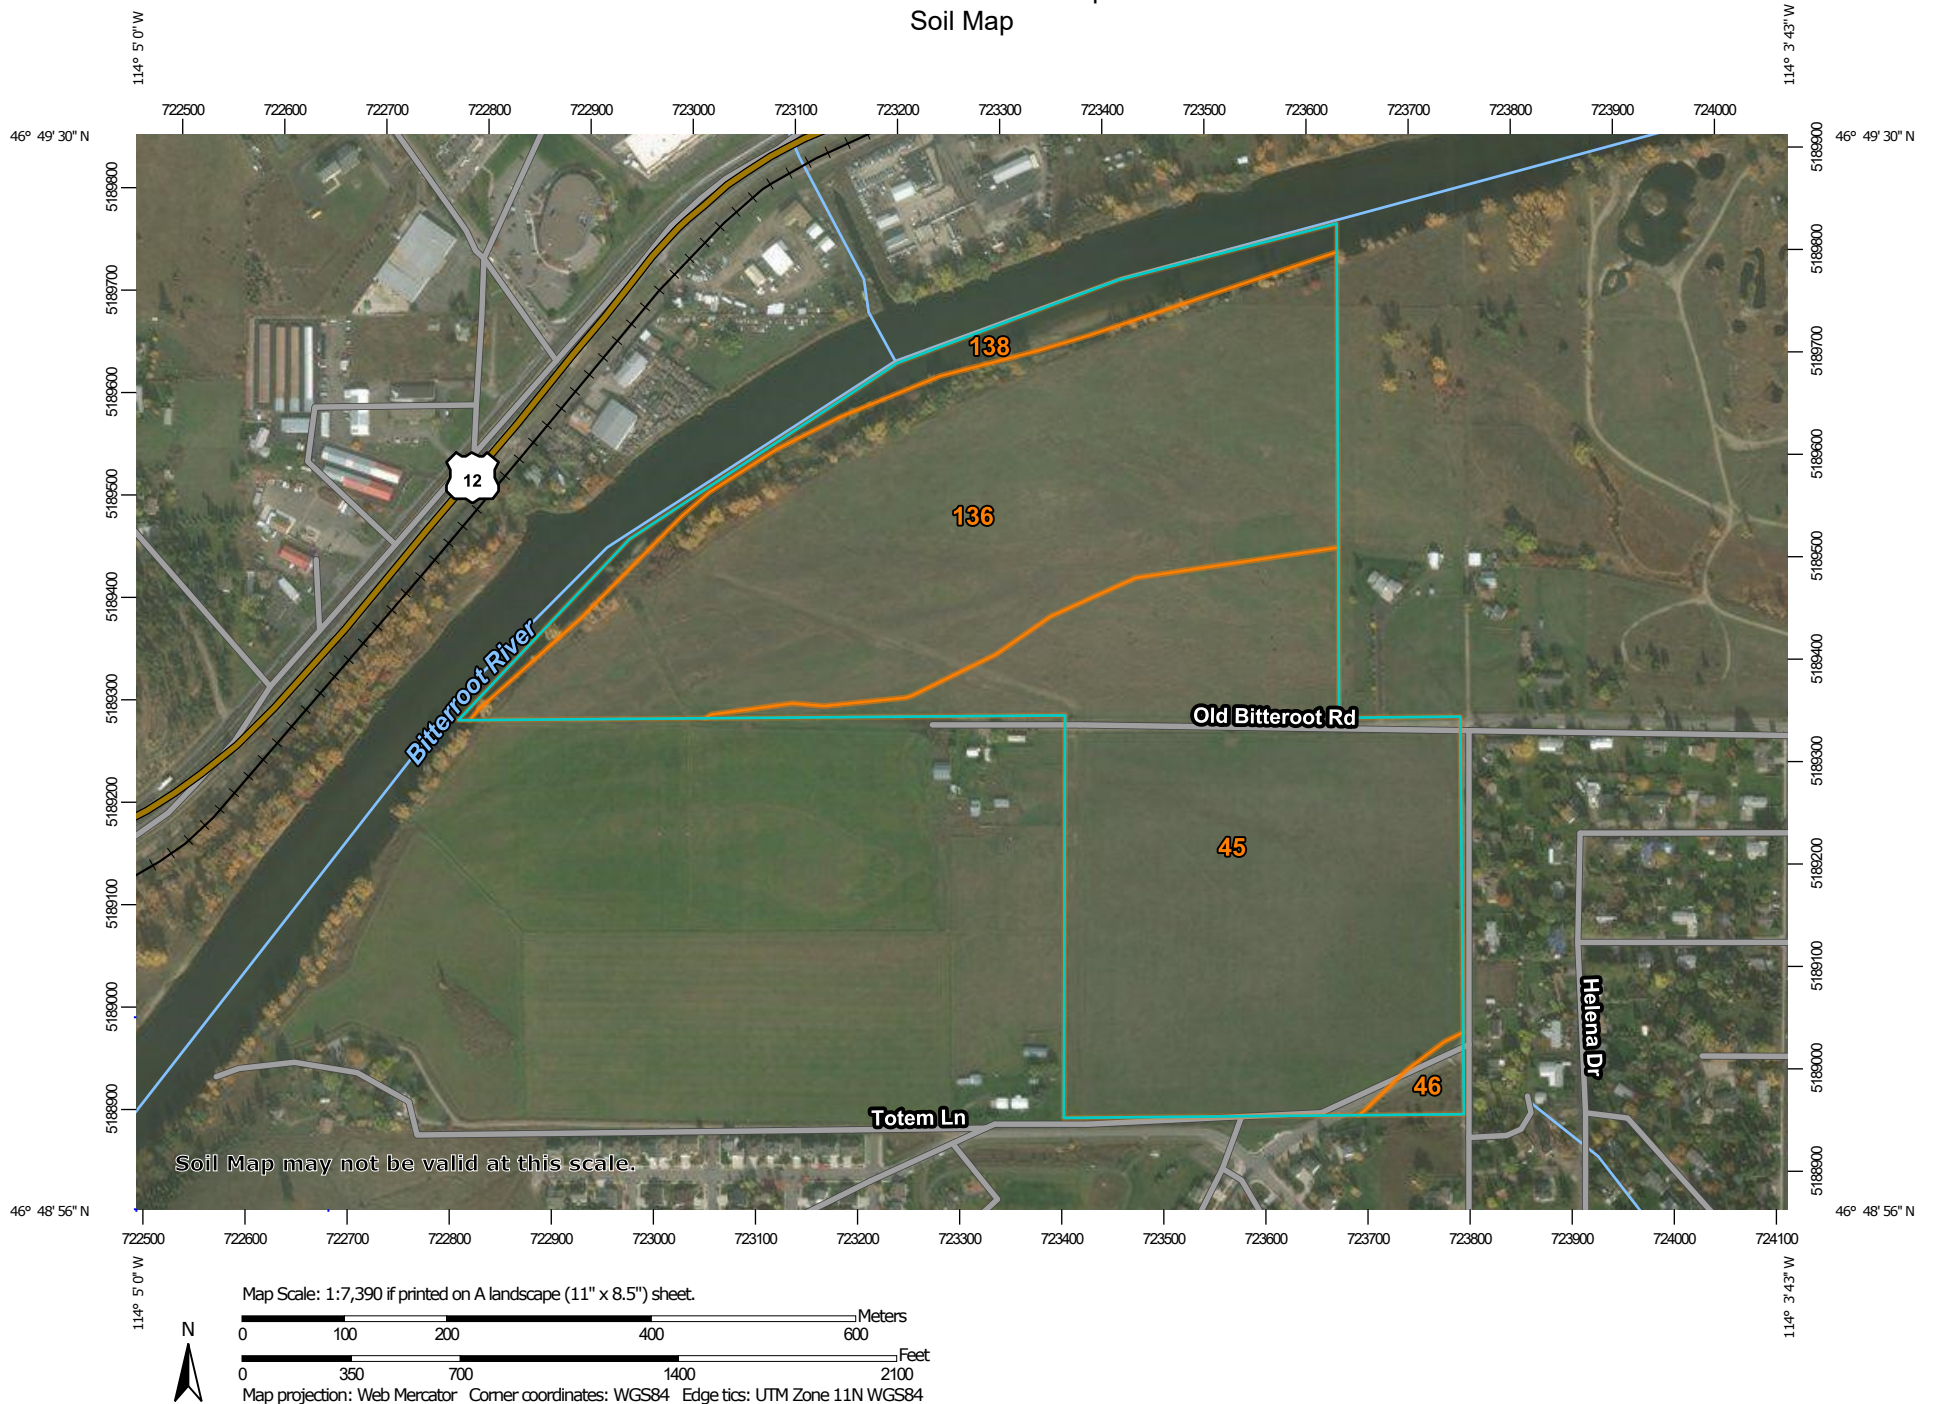 Soil Map
114° 5' 0'' W
114° 3' 43'' W
722500 722600 722700 722800 722900 723000 723100 723200 723300 723400 723500 723600 723700 723800 723900 724000
46° 49' 30'' N
46° 49' 30'' N
5189800
5189700
5189600
5189500
5189400
5189300
5189200
5189100
5189000
5188900
5189900
5189800
5189700
5189600
5189500
5189400
5189300
5189200
5189100
5189000
5188900
138
12
136
Bitterroot River
Old Bitteroot Rd
45
Helena Dr
46
Totem Ln
Soil Map may not be valid at this scale.
46° 48' 56'' N
46° 48' 56'' N
722500 722600 722700 722800 722900 723000 723100 723200 723300 723400 723500 723600 723700 723800 723900 724000 724100
114° 5' 0'' W
114° 3' 43'' W
Map Scale: 1:7,390 if printed on A landscape (11" x 8.5") sheet.
Meters
0 100 200 400 600
N
Feet
0 350 700 1400 2100
Map projection: Web Mercator Corner coordinates: WGS84 Edge tics: UTM Zone 11N WGS84